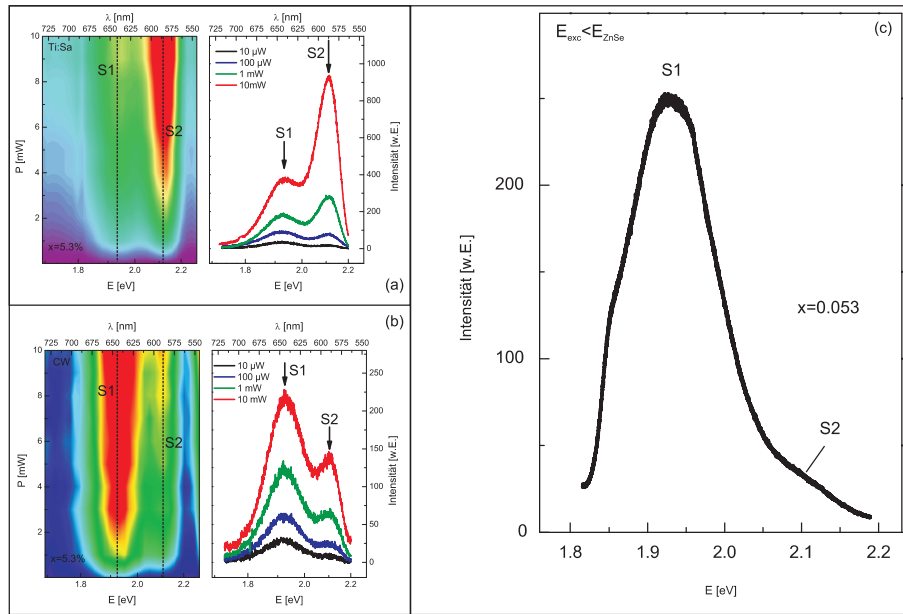 λ [nm]
725 700 675 650 625 600 575 550
Ti:Sa
S1
S2
x=5.3%
P [mW]
10
8
6
4
2
1.8 2.0 2.2
E [eV]
λ [nm]
725 700 675 650 625 600 575 550
10 µW
100 µW
1 mW
10mW
S1
S2
Intensität [w.E.]
1000
800
600
400
200
0
1.8 2.0 2.2
E [eV]
(a)
λ [nm]
725 700 675 650 625 600 575 550
CW
S1
S2
x=5.3%
P [mW]
10
8
6
4
2
1.8 2.0 2.2
E [eV]
(b)
λ [nm]
725 700 675 650 625 600 575 550
10 µW
100 µW
1 mW
10 mW
S1
S2
Intensität [w.E.]
250
200
150
100
50
0
1.8 2.0 2.2
E [eV]
(c)
Eexc<EZnSe
S1
x=0.053
S2
Intensität [w.E.]
200
100
0
1.8 1.9 2.0 2.1 2.2
E [eV]